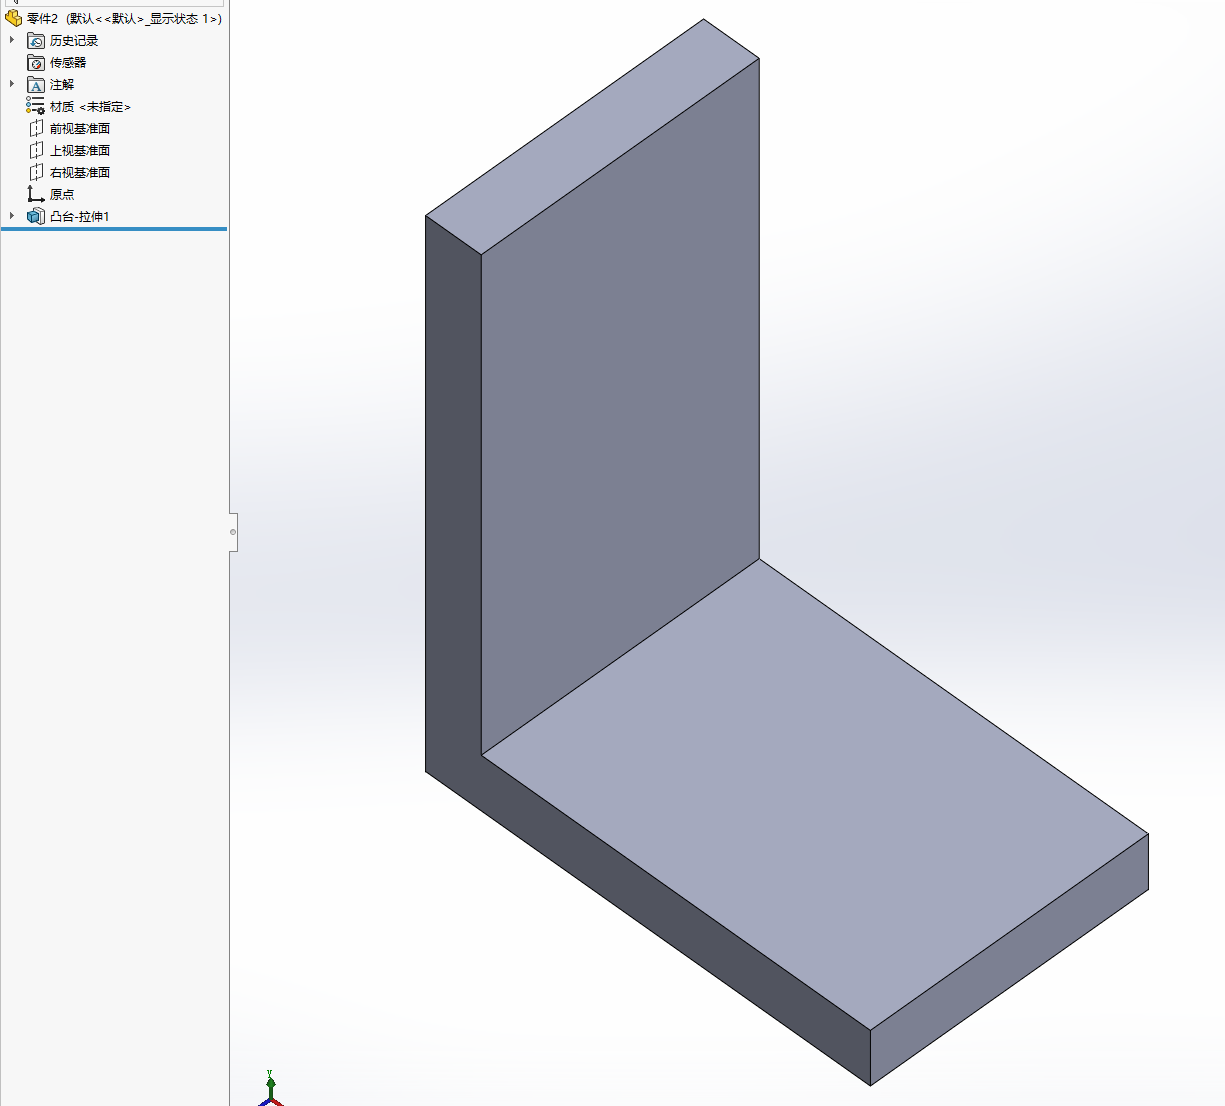 零件2 (默认<<默认>_显示状态 1>)
历史记录
传感器
A 注解
材质 <未指定>
前视基准面
上视基准面
右视基准面
原点
凸台-拉伸1
Y